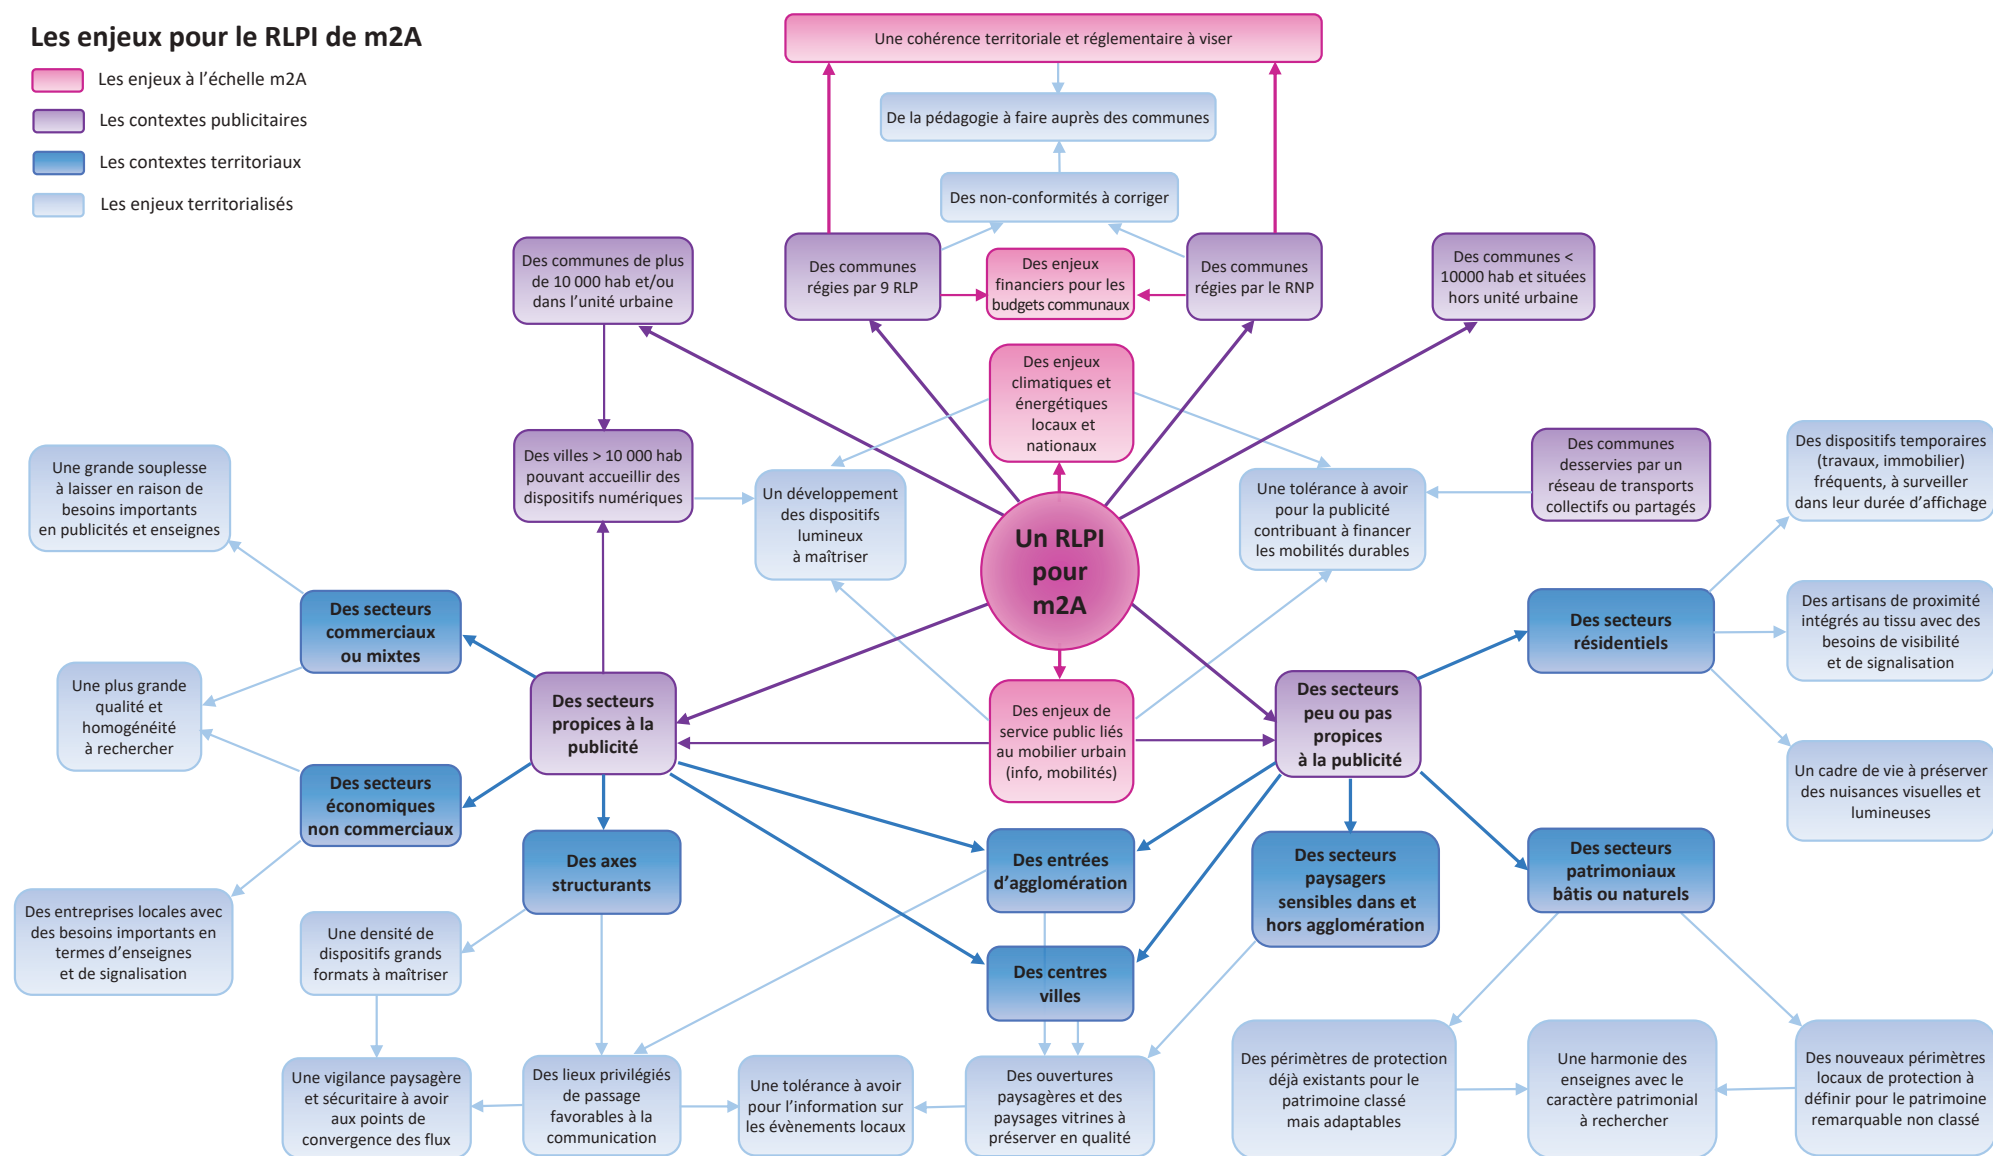 Les enjeux pour le RLPI de m2A
Les enjeux à l'échelle m2A
Les contextes publicitaires
Les contextes territoriaux
Les enjeux territorialisés
Une cohérence territoriale et réglementaire à viser
De la pédagogie à faire auprès des communes
Des non-conformités à corriger
Des communes de plus
de 10 000 hab et/ou
dans l'unité urbaine
Des communes
régies par 9 RLP
Des enjeux
financiers pour les
budgets communaux
Des communes
régies par le RNP
Des communes <
10000 hab et situées
hors unité urbaine
Des enjeux
climatiques et
énergétiques
locaux et
nationaux
Une grande souplesse
à laisser en raison de
besoins importants
en publicités et enseignes
Des villes > 10 000 hab
pouvant accueillir des
dispositifs numériques
Un développement
des dispositifs
lumineux
à maîtriser
Une tolérance à avoir
pour la publicité
contribuant à financer
les mobilités durables
Des communes
desservies par un
réseau de transports
collectifs ou partagés
Des dispositifs temporaires
(travaux, immobilier)
fréquents, à surveiller
dans leur durée d'affichage
Un RLPI
pour
m2A
Des secteurs
commerciaux
ou mixtes
Des secteurs
résidentiels
Des artisans de proximité
intégrés au tissu avec des
besoins de visibilité
et de signalisation
Une plus grande
qualité et
homogénéité
à rechercher
Des secteurs
propices à la
publicité
Des enjeux de
service public liés
au mobilier urbain
(info, mobilités)
Des secteurs
peu ou pas
propices
à la publicité
Un cadre de vie à préserver
des nuisances visuelles et
lumineuses
Des secteurs
économiques
non commerciaux
Des axes
structurants
Des entrées
d'agglomération
Des secteurs
paysagers
sensibles dans et
hors agglomération
Des secteurs
patrimoniaux
bâtis ou naturels
Des entreprises locales avec
des besoins importants en
termes d'enseignes
et de signalisation
Une densité de
dispositifs grands
formats à maîtriser
Des centres
villes
Une vigilance paysagère
et sécuritaire à avoir
aux points de
convergence des flux
Des lieux privilégiés
de passage
favorables à la
communication
Une tolérance à avoir
pour l'information sur
les évènements locaux
Des ouvertures
paysagères et des
paysages vitrines à
préserver en qualité
Des périmètres de protection
déjà existants pour le
patrimoine classé
mais adaptables
Une harmonie des
enseignes avec le
caractère patrimonial
à rechercher
Des nouveaux périmètres
locaux de protection à
définir pour le patrimoine
remarquable non classé